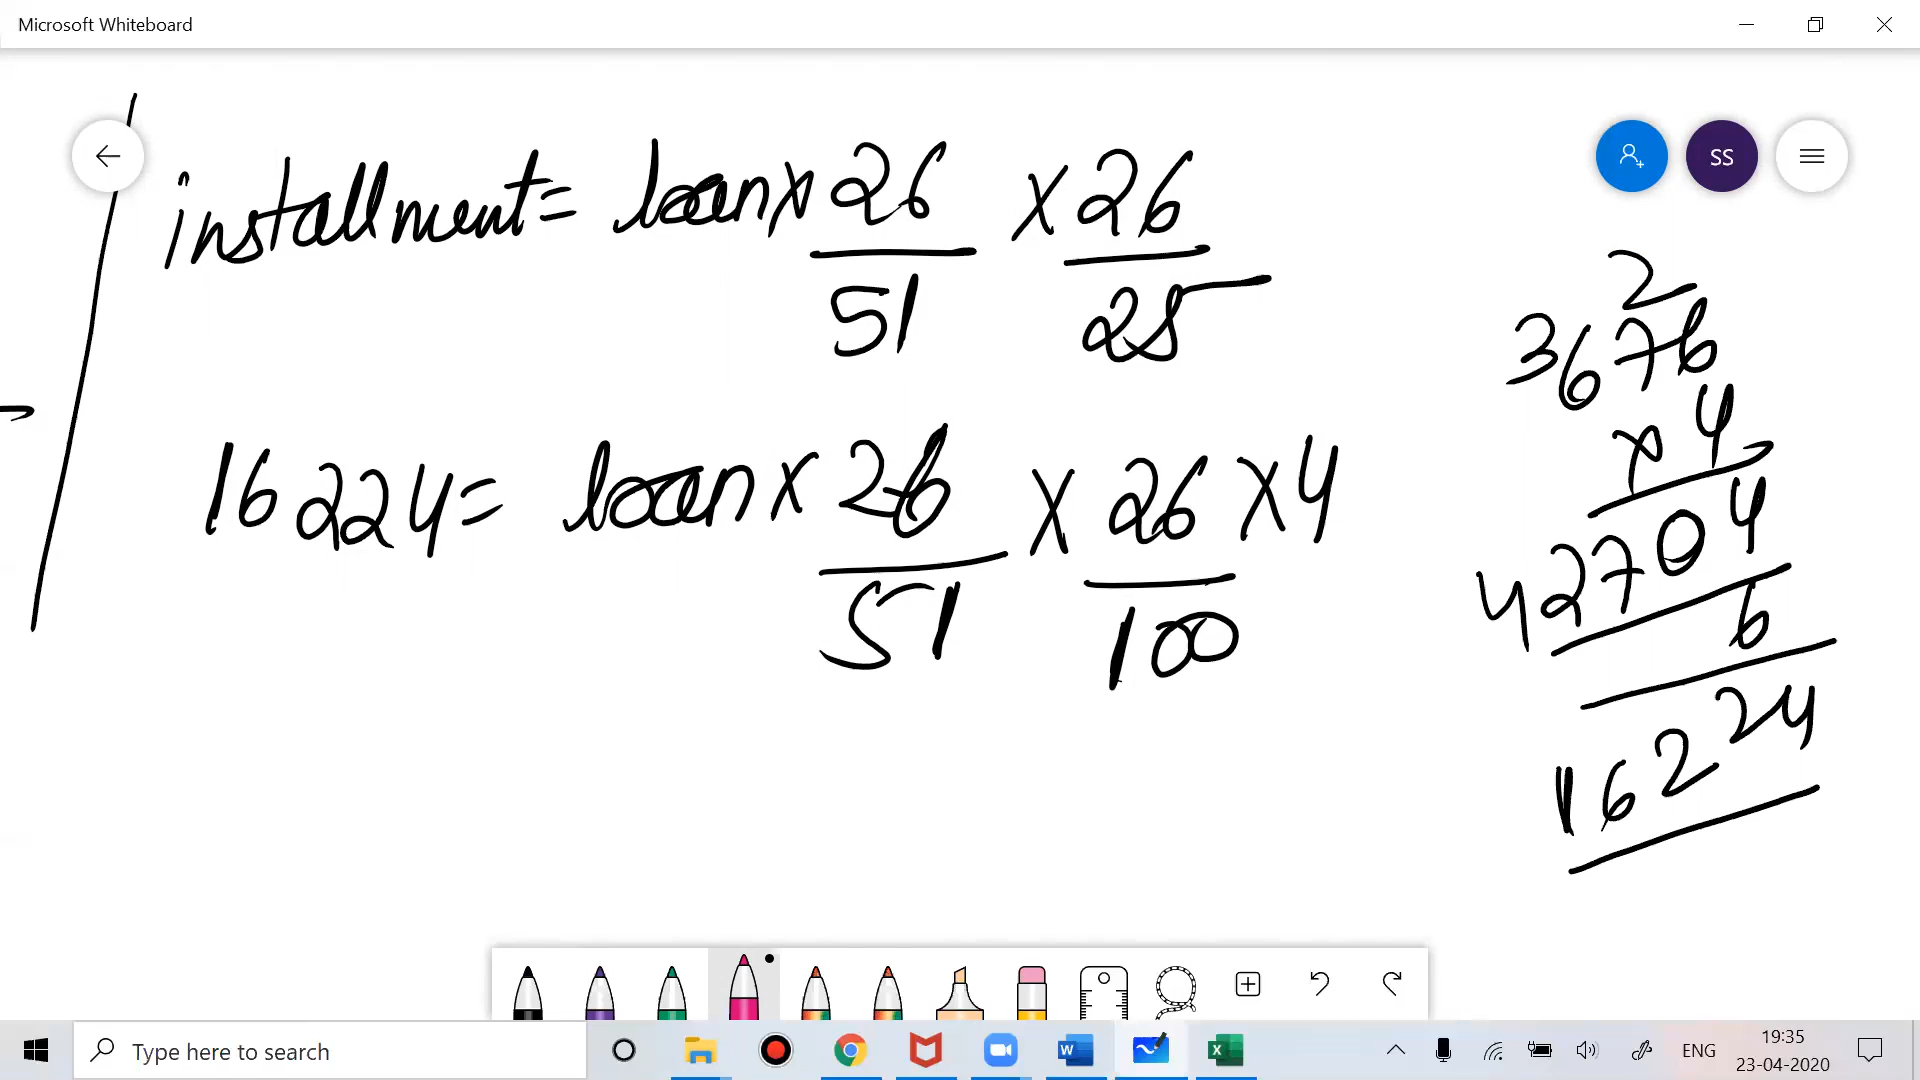 Microsoft Whiteboard
SS
installment = loan x 26 x 26
51 25
16224 = loan x 26 x 26 x 4
51 100
2
3676
x 4
42704
6
16224
Type here to search
W
X
ENG
19:35
23-04-2020